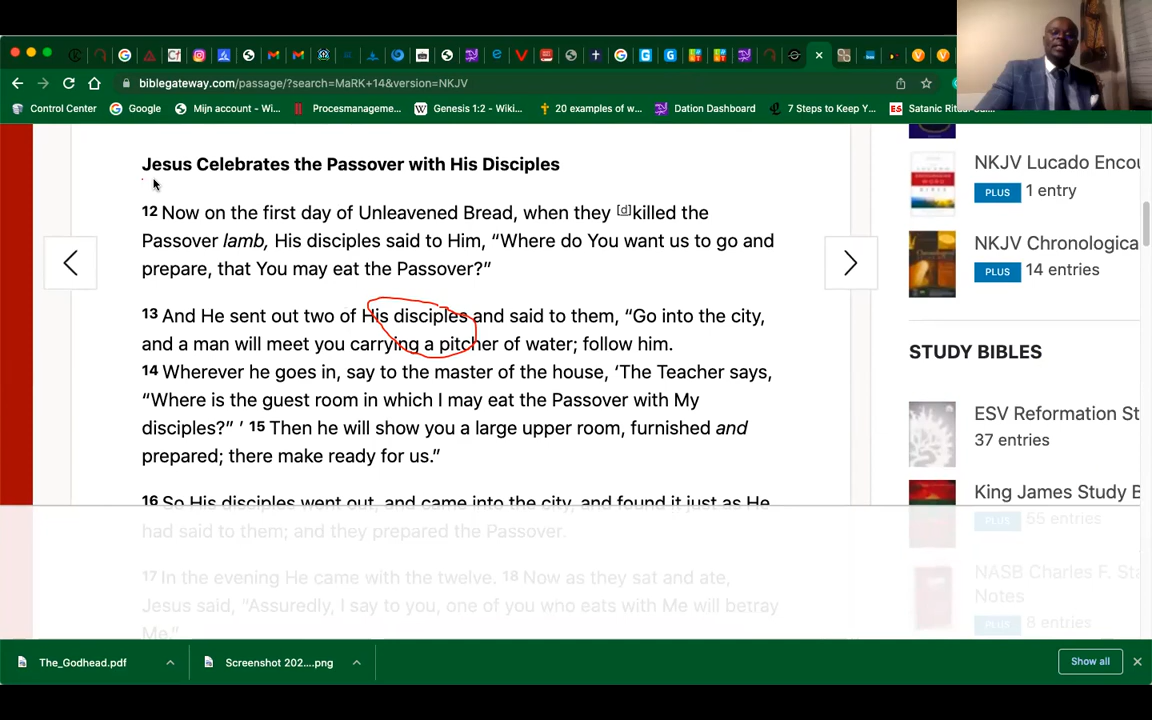 biblegateway.com/passage/?search=MaRK+14&version=NKJV
Control Center
Google
Mijn account - Wi...
Procesmanageme...
Genesis 1:2 - Wiki...
20 examples of w...
Dation Dashboard
7 Steps to Keep Y...
Jesus Celebrates the Passover with His Disciples
12 Now on the first day of Unleavened Bread, when they [d]killed the
Passover lamb, His disciples said to Him, “Where do You want us to go and
prepare, that You may eat the Passover?”
13 And He sent out two of His disciples and said to them, “Go into the city,
and a man will meet you carrying a pitcher of water; follow him.
14 Wherever he goes in, say to the master of the house, ‘The Teacher says,
“Where is the guest room in which I may eat the Passover with My
disciples?” ’ 15 Then he will show you a large upper room, furnished and
prepared; there make ready for us.”
16 So His disciples went out, and came into the city, and found it just as He
had said to them; and they prepared the Passover.
17 In the evening He came with the twelve. 18 Now as they sat and ate,
Jesus said, “Assuredly, I say to you, one of you who eats with Me will betray
Me.”
NKJV Lucado Encou
PLUS 1 entry
NKJV Chronologica
PLUS 14 entries
STUDY BIBLES
ESV Reformation St
37 entries
King James Study B
PLUS 55 entries
NASB Charles F. Sta
Notes
PLUS 8 entries
The_Godhead.pdf
Screenshot 202....png
Show all